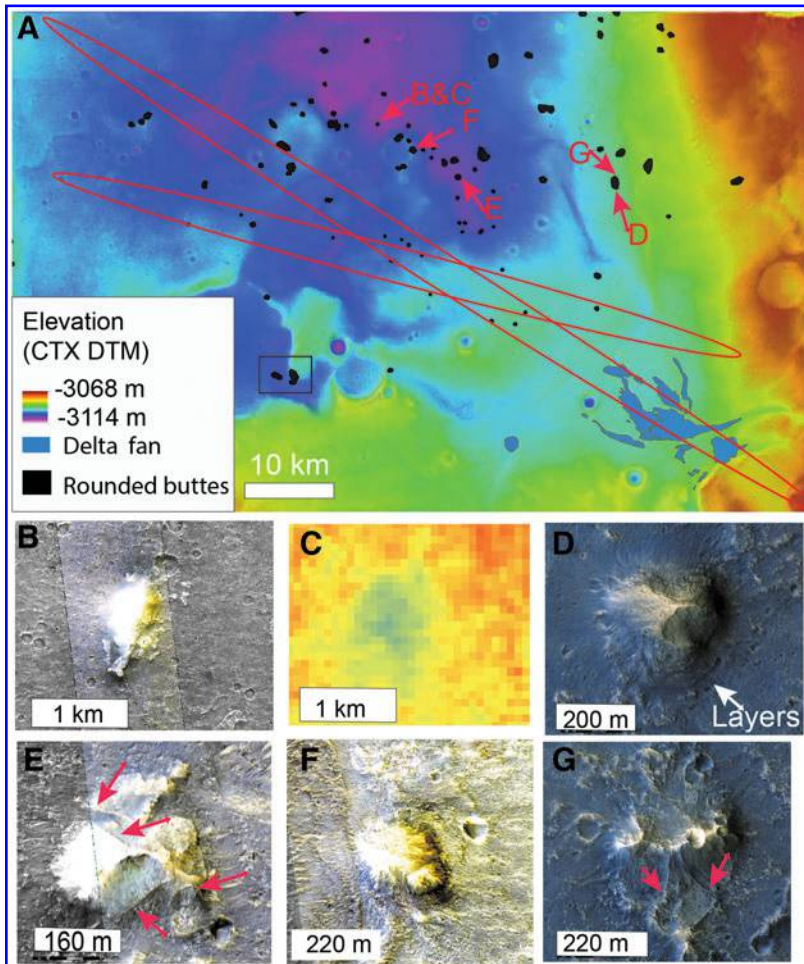 A
B&C
F
G
E
D
Elevation
(CTX DTM)
-3068 m
-3114 m
Delta fan
Rounded buttes
10 km
B
1 km
C
1 km
D
Layers
200 m
E
160 m
F
220 m
G
220 m